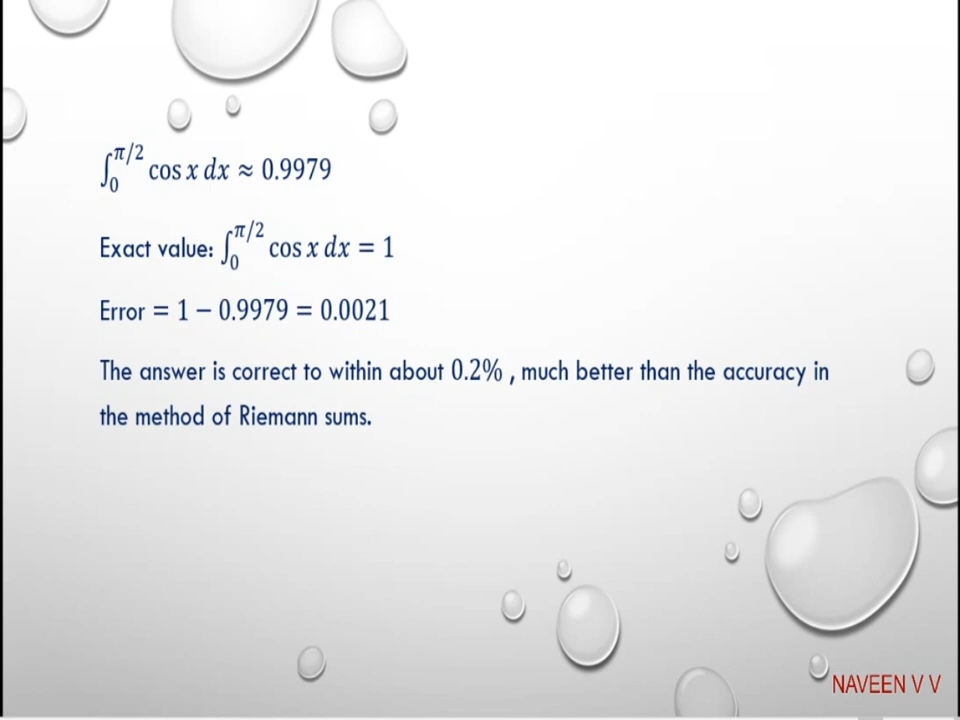 ∫₀^{π/2} cos x dx ≈ 0.9979
Exact value: ∫₀^{π/2} cos x dx = 1
Error = 1 − 0.9979 = 0.0021
The answer is correct to within about 0.2% , much better than the accuracy in
the method of Riemann sums.
NAVEEN V V